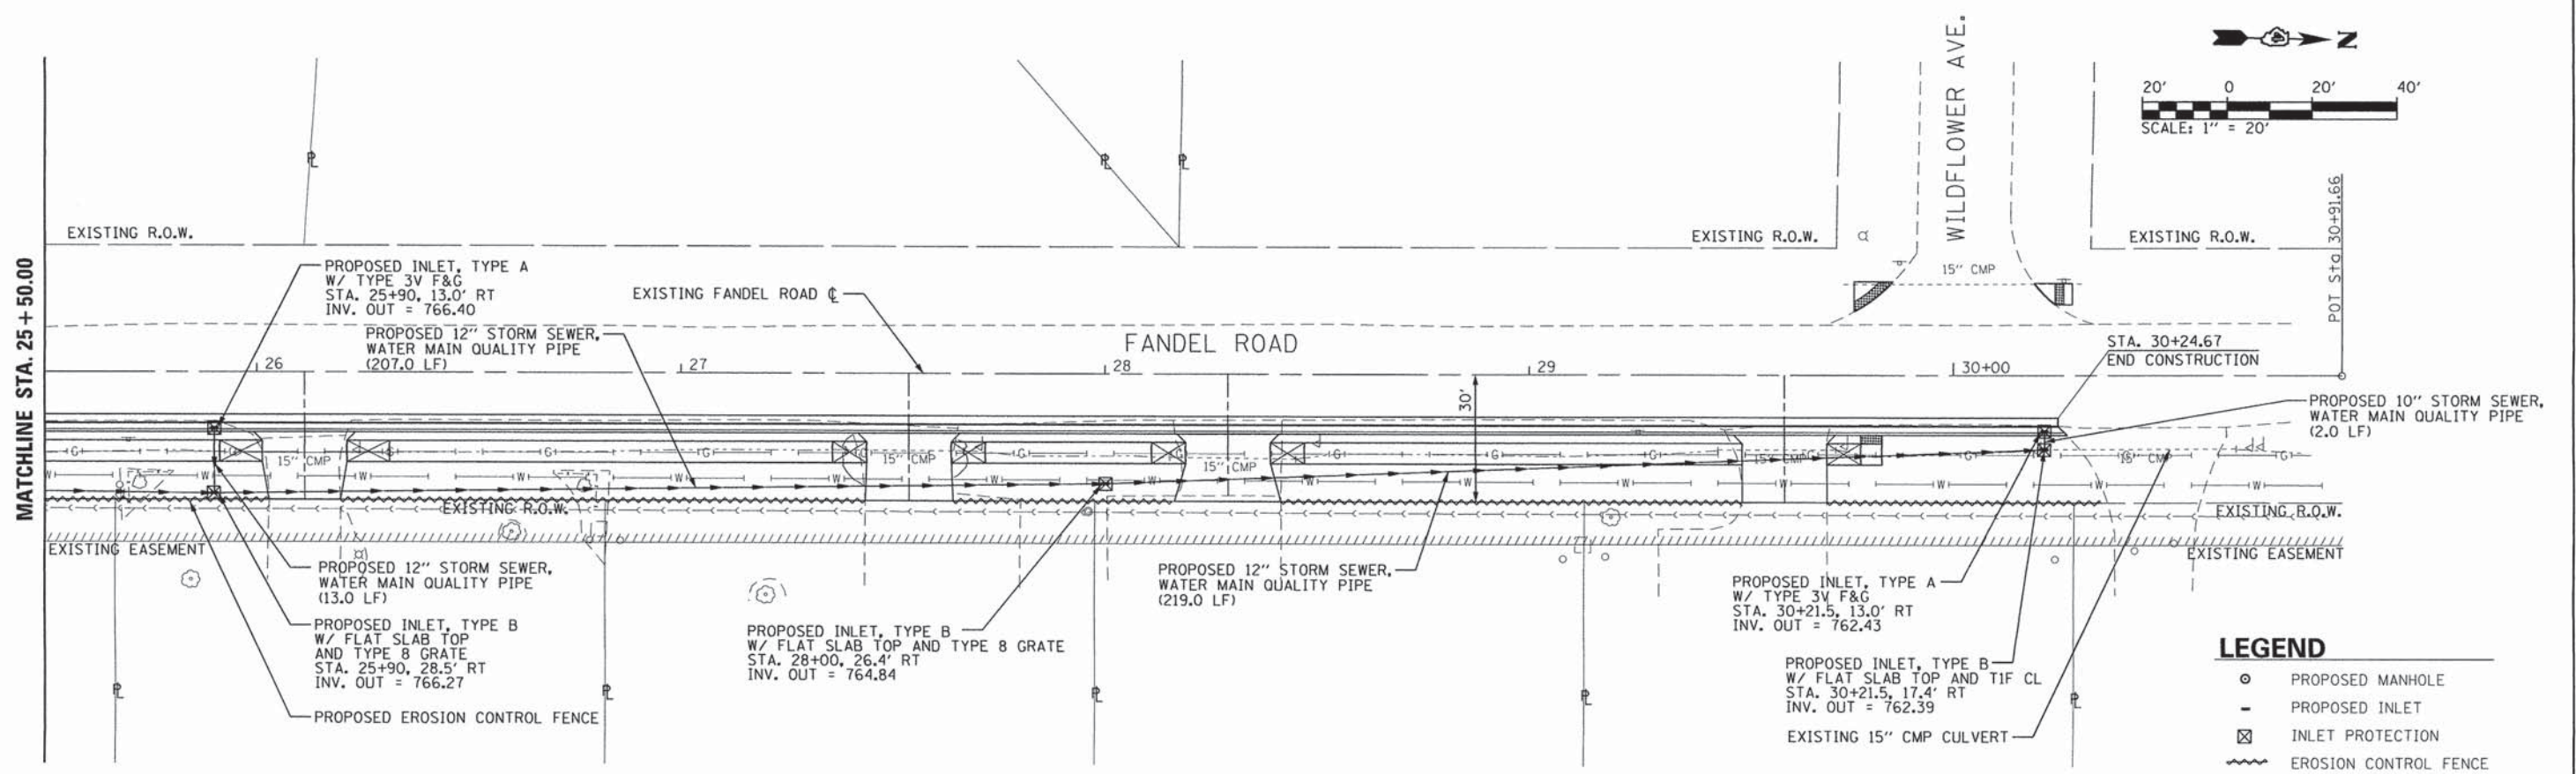 MATCHLINE STA. 25+50.00
EXISTING R.O.W.
PROPOSED INLET, TYPE A
W/ TYPE 3V F&G
STA. 25+90, 13.0' RT
INV. OUT = 766.40
PROPOSED 12" STORM SEWER,
WATER MAIN QUALITY PIPE
(207.0 LF)
EXISTING FANDEL ROAD ℄
FANDEL ROAD
WILDFLOWER AVE.
15" CMP
EXISTING R.O.W.
EXISTING R.O.W.
N
20' 0 20' 40'
SCALE: 1" = 20'
POT Sta 30+91.66
STA. 30+24.67
END CONSTRUCTION
PROPOSED 10" STORM SEWER,
WATER MAIN QUALITY PIPE
(2.0 LF)
26 27 28 29 30+00
30'
15" CMP
15" CMP
15" CMP
15" CMP
15" CMP
EXISTING R.O.W.
EXISTING R.O.W.
EXISTING EASEMENT
EXISTING EASEMENT
PROPOSED 12" STORM SEWER,
WATER MAIN QUALITY PIPE
(13.0 LF)
PROPOSED INLET, TYPE B
W/ FLAT SLAB TOP
AND TYPE 8 GRATE
STA. 25+90, 28.5' RT
INV. OUT = 766.27
PROPOSED EROSION CONTROL FENCE
PROPOSED INLET, TYPE B
W/ FLAT SLAB TOP AND TYPE 8 GRATE
STA. 28+00, 26.4' RT
INV. OUT = 764.84
PROPOSED 12" STORM SEWER,
WATER MAIN QUALITY PIPE
(219.0 LF)
PROPOSED INLET, TYPE A
W/ TYPE 3V F&G
STA. 30+21.5, 13.0' RT
INV. OUT = 762.43
PROPOSED INLET, TYPE B
W/ FLAT SLAB TOP AND T1F CL
STA. 30+21.5, 17.4' RT
INV. OUT = 762.39
EXISTING 15" CMP CULVERT
LEGEND
PROPOSED MANHOLE
PROPOSED INLET
INLET PROTECTION
EROSION CONTROL FENCE